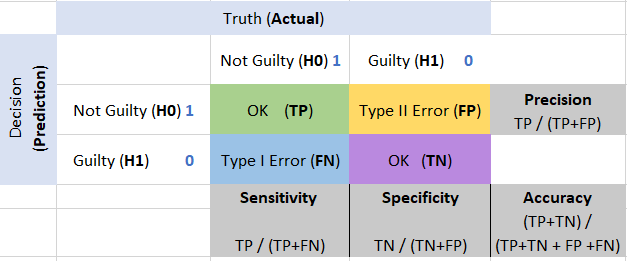 Truth (Actual)
Decision
(Prediction)
Not Guilty (H0) 1
Guilty (H1) 0
Not Guilty (H0) 1
OK (TP)
Type II Error (FP)
Precision
TP / (TP+FP)
Guilty (H1) 0
Type I Error (FN)
OK (TN)
Sensitivity
TP / (TP+FN)
Specificity
TN / (TN+FP)
Accuracy
(TP+TN) /
(TP+TN + FP +FN)